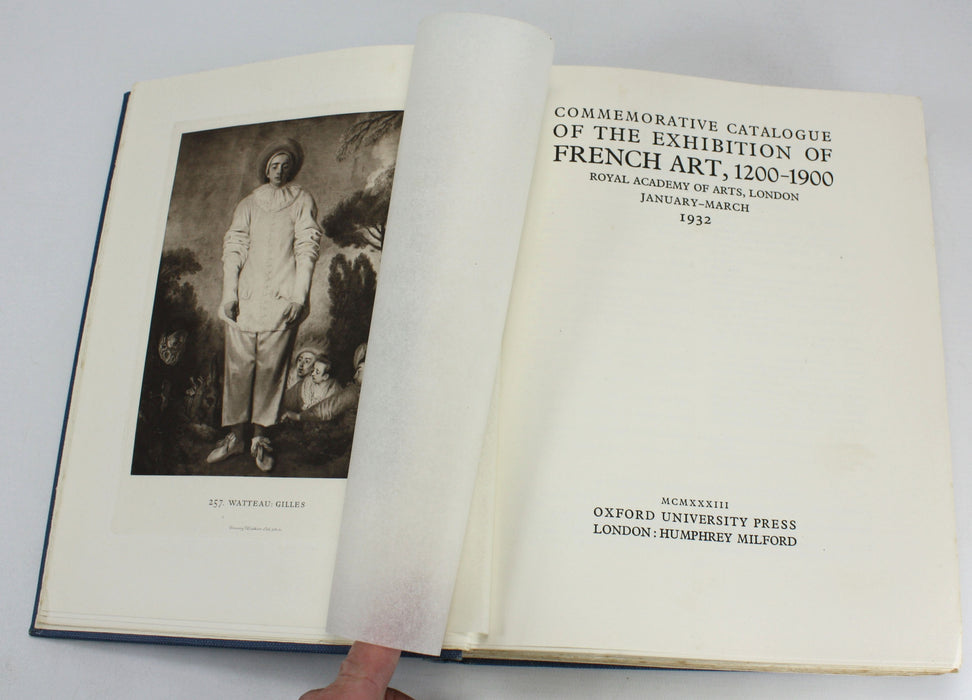 257. WATTEAU: GILLES
COMMEMORATIVE CATALOGUE
OF THE EXHIBITION OF
FRENCH ART, 1200-1900
ROYAL ACADEMY OF ARTS, LONDON
JANUARY–MARCH
1932
MCMXXXIII
OXFORD UNIVERSITY PRESS
LONDON: HUMPHREY MILFORD